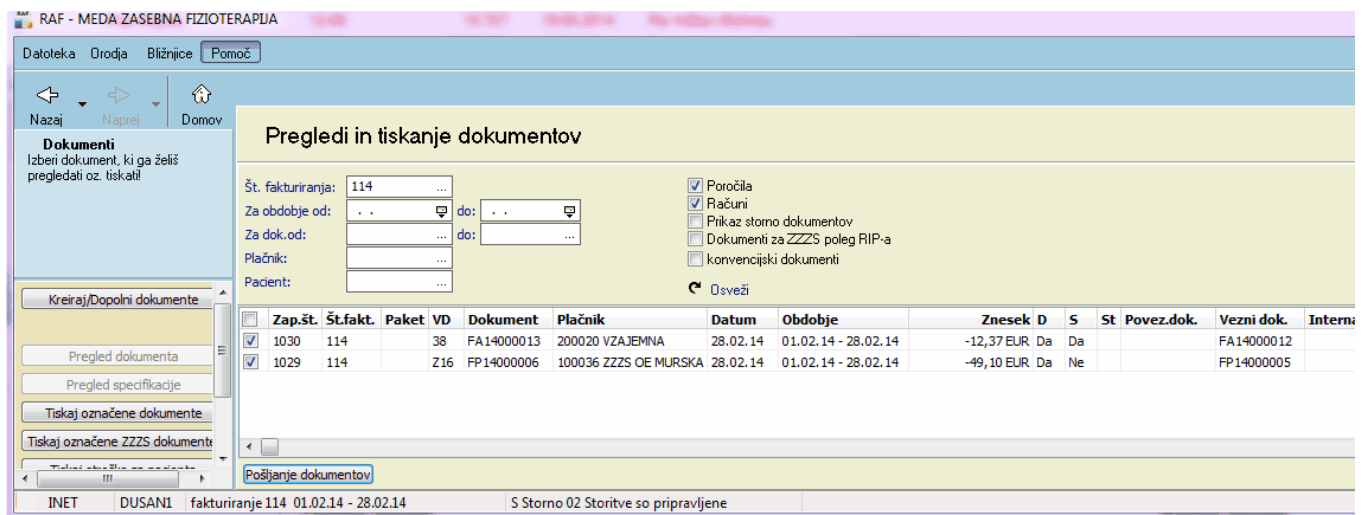 RAF - MEDA ZASEBNA FIZIOTERAPIJA
Datoteka Orodja Bližnjice Pomoč
Nazaj Naprej Domov
Dokumenti
Izberi dokument, ki ga želiš
pregledati oz. tiskati!
Pregledi in tiskanje dokumentov
Št. fakturiranja: 114 ...
Za obdobje od: . . do: . .
Za dok.od: ... do: ...
Plačnik: ...
Pacient: ...
Poročila
Računi
Prikaz storno dokumentov
Dokumenti za ZZZS poleg RIP-a
konvencijski dokumenti
Osveži
Kreiraj/Dopolni dokumente
Pregled dokumenta
Pregled specifikacije
Tiskaj označene dokumente
Tiskaj označene ZZZS dokumente
Zap.št. Št.fakt. Paket VD Dokument Plačnik Datum Obdobje Znesek D S St Povez.dok. Vezni dok. Interna
1030 114 38 FA14000013 200020 VZAJEMNA 28.02.14 01.02.14 - 28.02.14 -12,37 EUR Da Da FA14000012
1029 114 Z16 FP14000006 100036 ZZZS OE MURSKA 28.02.14 01.02.14 - 28.02.14 -49,10 EUR Da Ne FP14000005
Pošljanje dokumentov
INET DUSAN1 fakturiranje 114 01.02.14 - 28.02.14 S Storno 02 Storitve so pripravljene